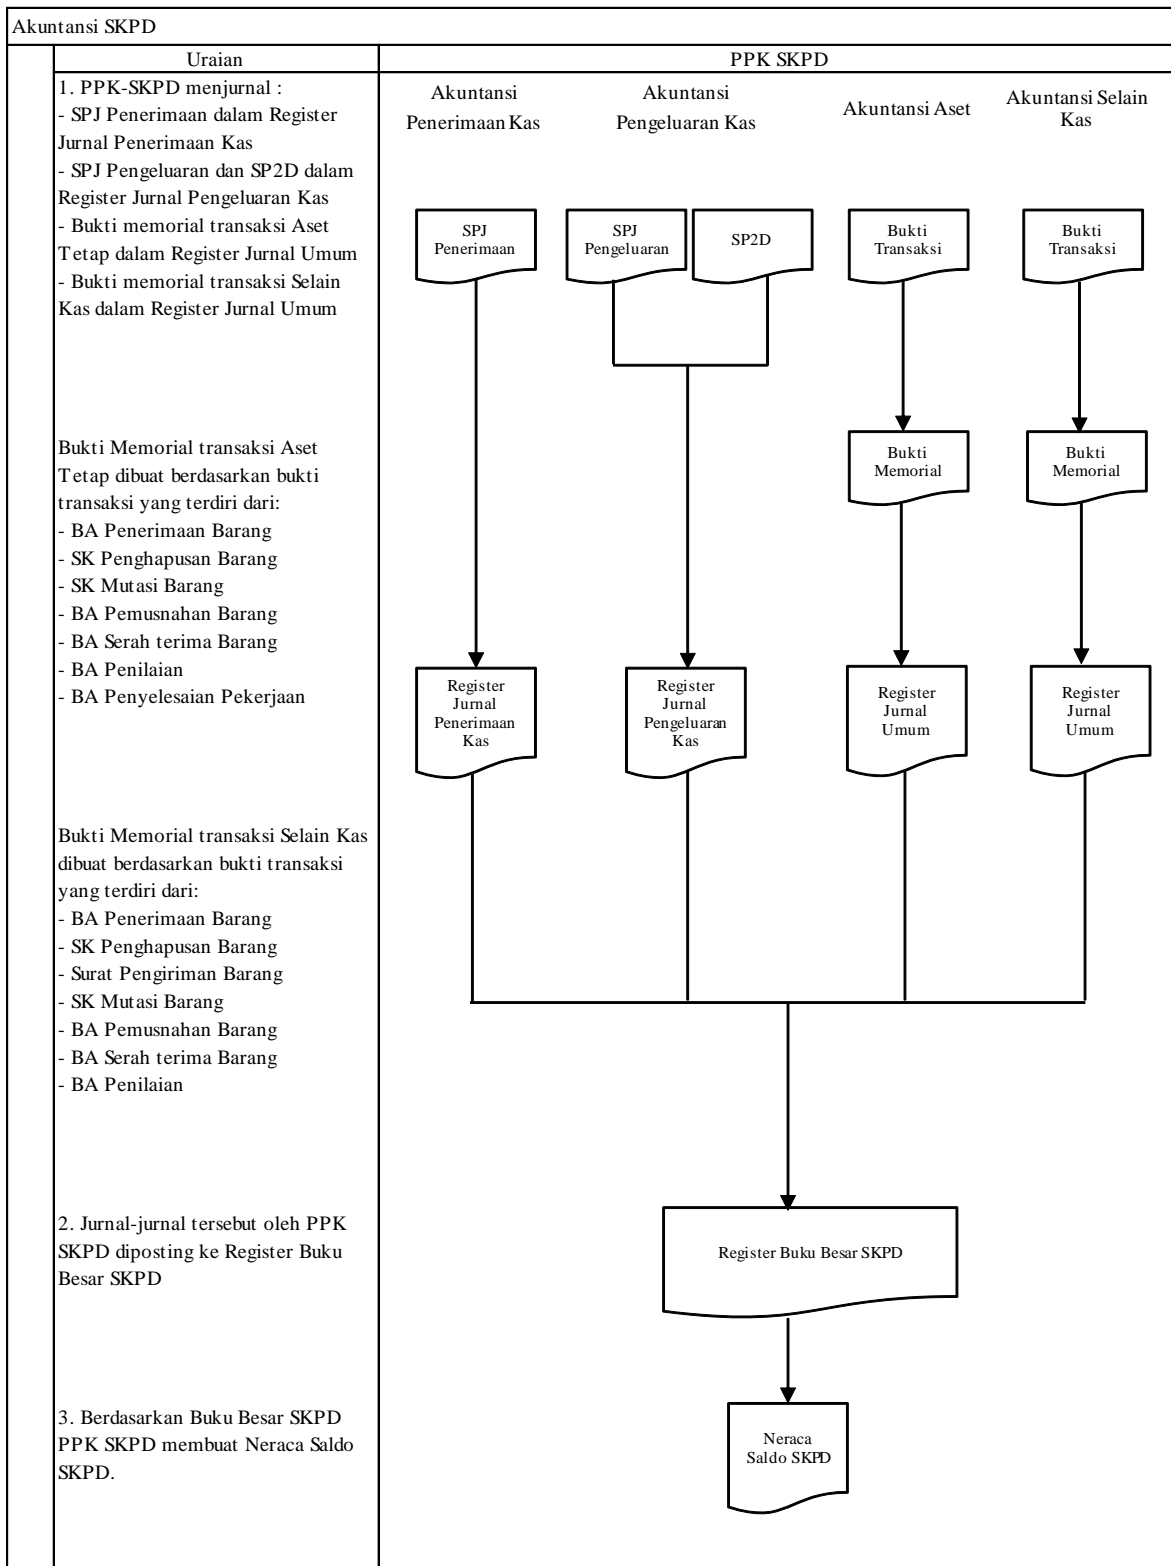 Akuntansi SKPD
Uraian
PPK SKPD
1. PPK-SKPD menjurnal :
- SPJ Penerimaan dalam Register
Jurnal Penerimaan Kas
- SPJ Pengeluaran dan SP2D dalam
Register Jurnal Pengeluaran Kas
- Bukti memorial transaksi Aset
Tetap dalam Register Jurnal Umum
- Bukti memorial transaksi Selain
Kas dalam Register Jurnal Umum
Bukti Memorial transaksi Aset
Tetap dibuat berdasarkan bukti
transaksi yang terdiri dari:
- BA Penerimaan Barang
- SK Penghapusan Barang
- SK Mutasi Barang
- BA Pemusnahan Barang
- BA Serah terima Barang
- BA Penilaian
- BA Penyelesaian Pekerjaan
Bukti Memorial transaksi Selain Kas
dibuat berdasarkan bukti transaksi
yang terdiri dari:
- BA Penerimaan Barang
- SK Penghapusan Barang
- Surat Pengiriman Barang
- SK Mutasi Barang
- BA Pemusnahan Barang
- BA Serah terima Barang
- BA Penilaian
2. Jurnal-jurnal tersebut oleh PPK
SKPD diposting ke Register Buku
Besar SKPD
3. Berdasarkan Buku Besar SKPD
PPK SKPD membuat Neraca Saldo
SKPD.
Akuntansi
Penerimaan Kas
Akuntansi
Pengeluaran Kas
Akuntansi Aset
Akuntansi Selain
Kas
SPJ
Penerimaan
SPJ
Pengeluaran
SP2D
Bukti
Transaksi
Bukti
Transaksi
Bukti
Memorial
Bukti
Memorial
Register
Jurnal
Penerimaan
Kas
Register
Jurnal
Pengeluaran
Kas
Register
Jurnal
Umum
Register
Jurnal
Umum
Register Buku Besar SKPD
Neraca
Saldo SKPD